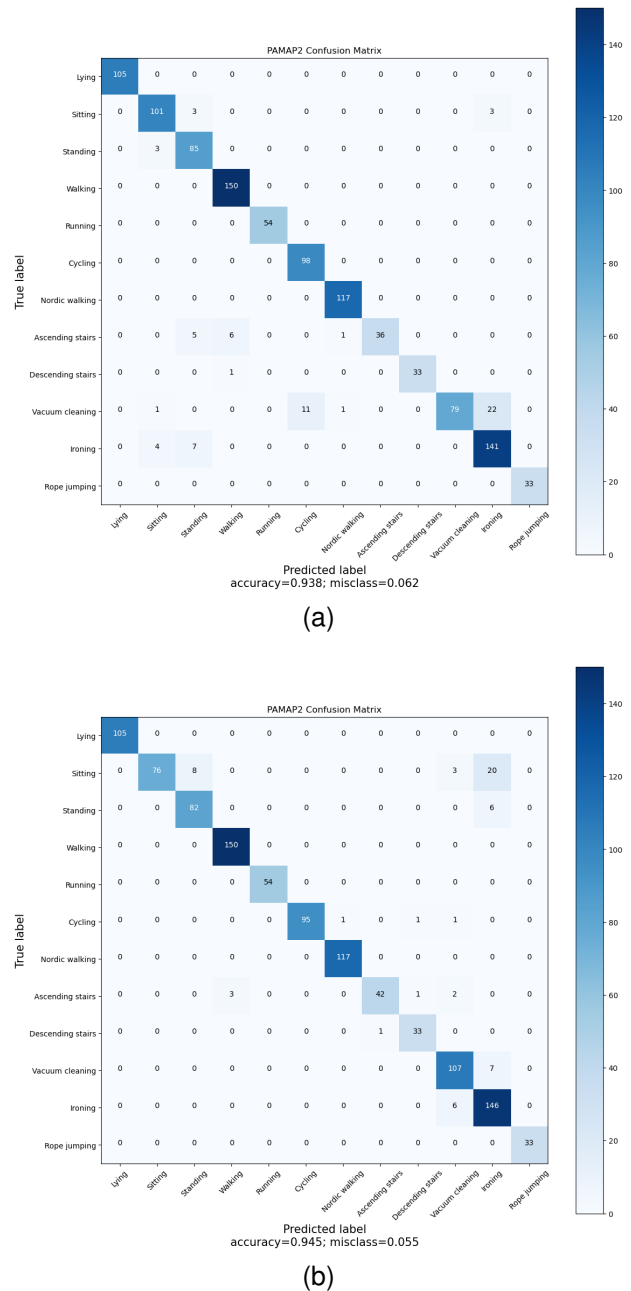 PAMAP2 Confusion Matrix
Lying 105 0 0 0 0 0 0 0 0 0 0 0
Sitting 0 101 3 0 0 0 0 0 0 0 3 0
Standing 0 3 85 0 0 0 0 0 0 0 0 0
Walking 0 0 0 150 0 0 0 0 0 0 0 0
Running 0 0 0 0 54 0 0 0 0 0 0 0
Cycling 0 0 0 0 0 98 0 0 0 0 0 0
Nordic walking 0 0 0 0 0 0 117 0 0 0 0 0
Ascending stairs 0 0 5 6 0 0 1 36 0 0 0 0
Descending stairs 0 0 0 1 0 0 0 0 33 0 0 0
Vacuum cleaning 0 1 0 0 0 11 1 0 0 79 22 0
Ironing 0 4 7 0 0 0 0 0 0 0 141 0
Rope jumping 0 0 0 0 0 0 0 0 0 0 0 33
True label
Lying Sitting Standing Walking Running Cycling Nordic walking Ascending stairs Descending stairs Vacuum cleaning Ironing Rope jumping
Predicted label
accuracy=0.938; misclass=0.062
140
120
100
80
60
40
20
0
(a)
PAMAP2 Confusion Matrix
Lying 105 0 0 0 0 0 0 0 0 0 0 0
Sitting 0 76 8 0 0 0 0 0 0 3 20 0
Standing 0 0 82 0 0 0 0 0 0 0 6 0
Walking 0 0 0 150 0 0 0 0 0 0 0 0
Running 0 0 0 0 54 0 0 0 0 0 0 0
Cycling 0 0 0 0 0 95 1 0 1 1 0 0
Nordic walking 0 0 0 0 0 0 117 0 0 0 0 0
Ascending stairs 0 0 0 3 0 0 0 42 1 2 0 0
Descending stairs 0 0 0 0 0 0 0 1 33 0 0 0
Vacuum cleaning 0 0 0 0 0 0 0 0 0 107 7 0
Ironing 0 0 0 0 0 0 0 0 0 6 146 0
Rope jumping 0 0 0 0 0 0 0 0 0 0 0 33
True label
Lying Sitting Standing Walking Running Cycling Nordic walking Ascending stairs Descending stairs Vacuum cleaning Ironing Rope jumping
Predicted label
accuracy=0.945; misclass=0.055
140
120
100
80
60
40
20
0
(b)